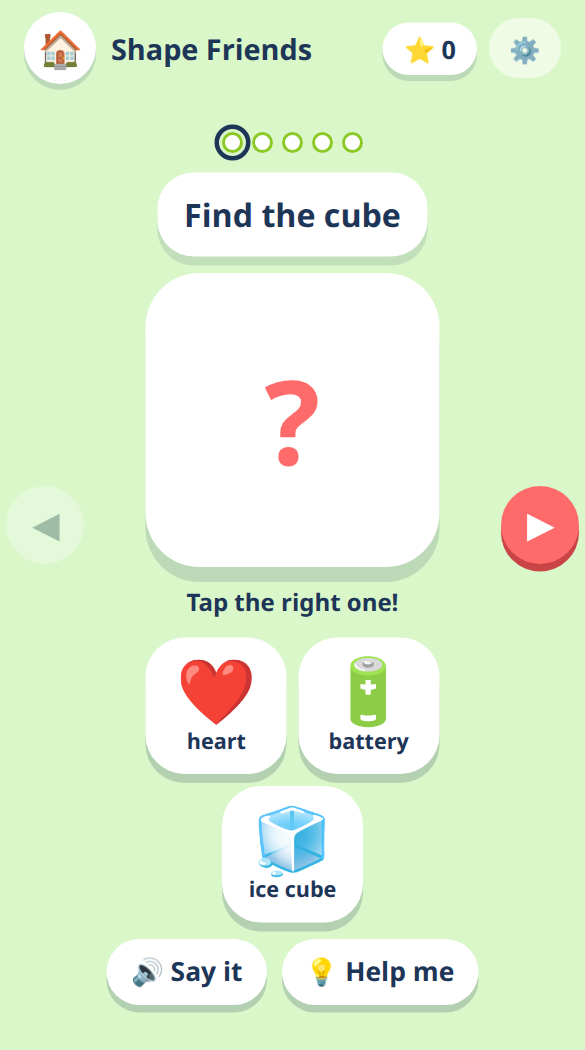 Shape Friends
0
Find the cube
?
Tap the right one!
heart
battery
ice cube
Say it
Help me